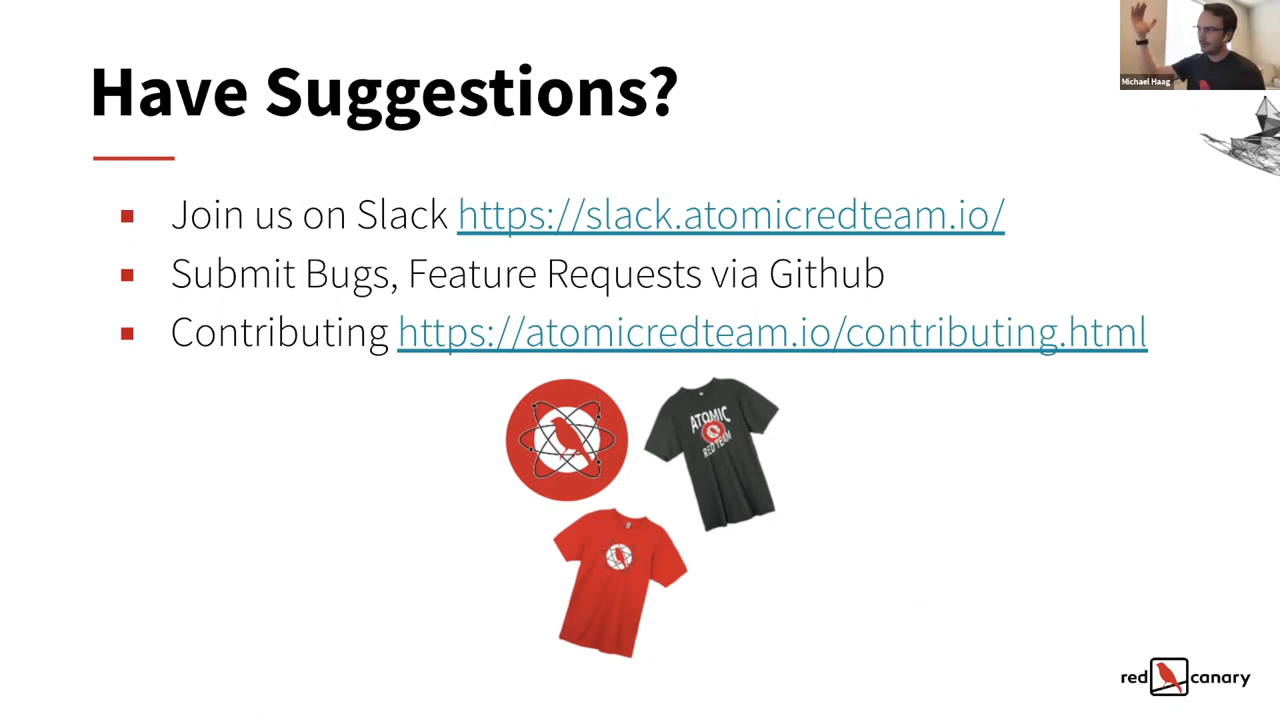 Have Suggestions?
Michael Haag
Join us on Slack https://slack.atomicredteam.io/
Submit Bugs, Feature Requests via Github
Contributing https://atomicredteam.io/contributing.html
ATOMIC
RED TEAM
red canary